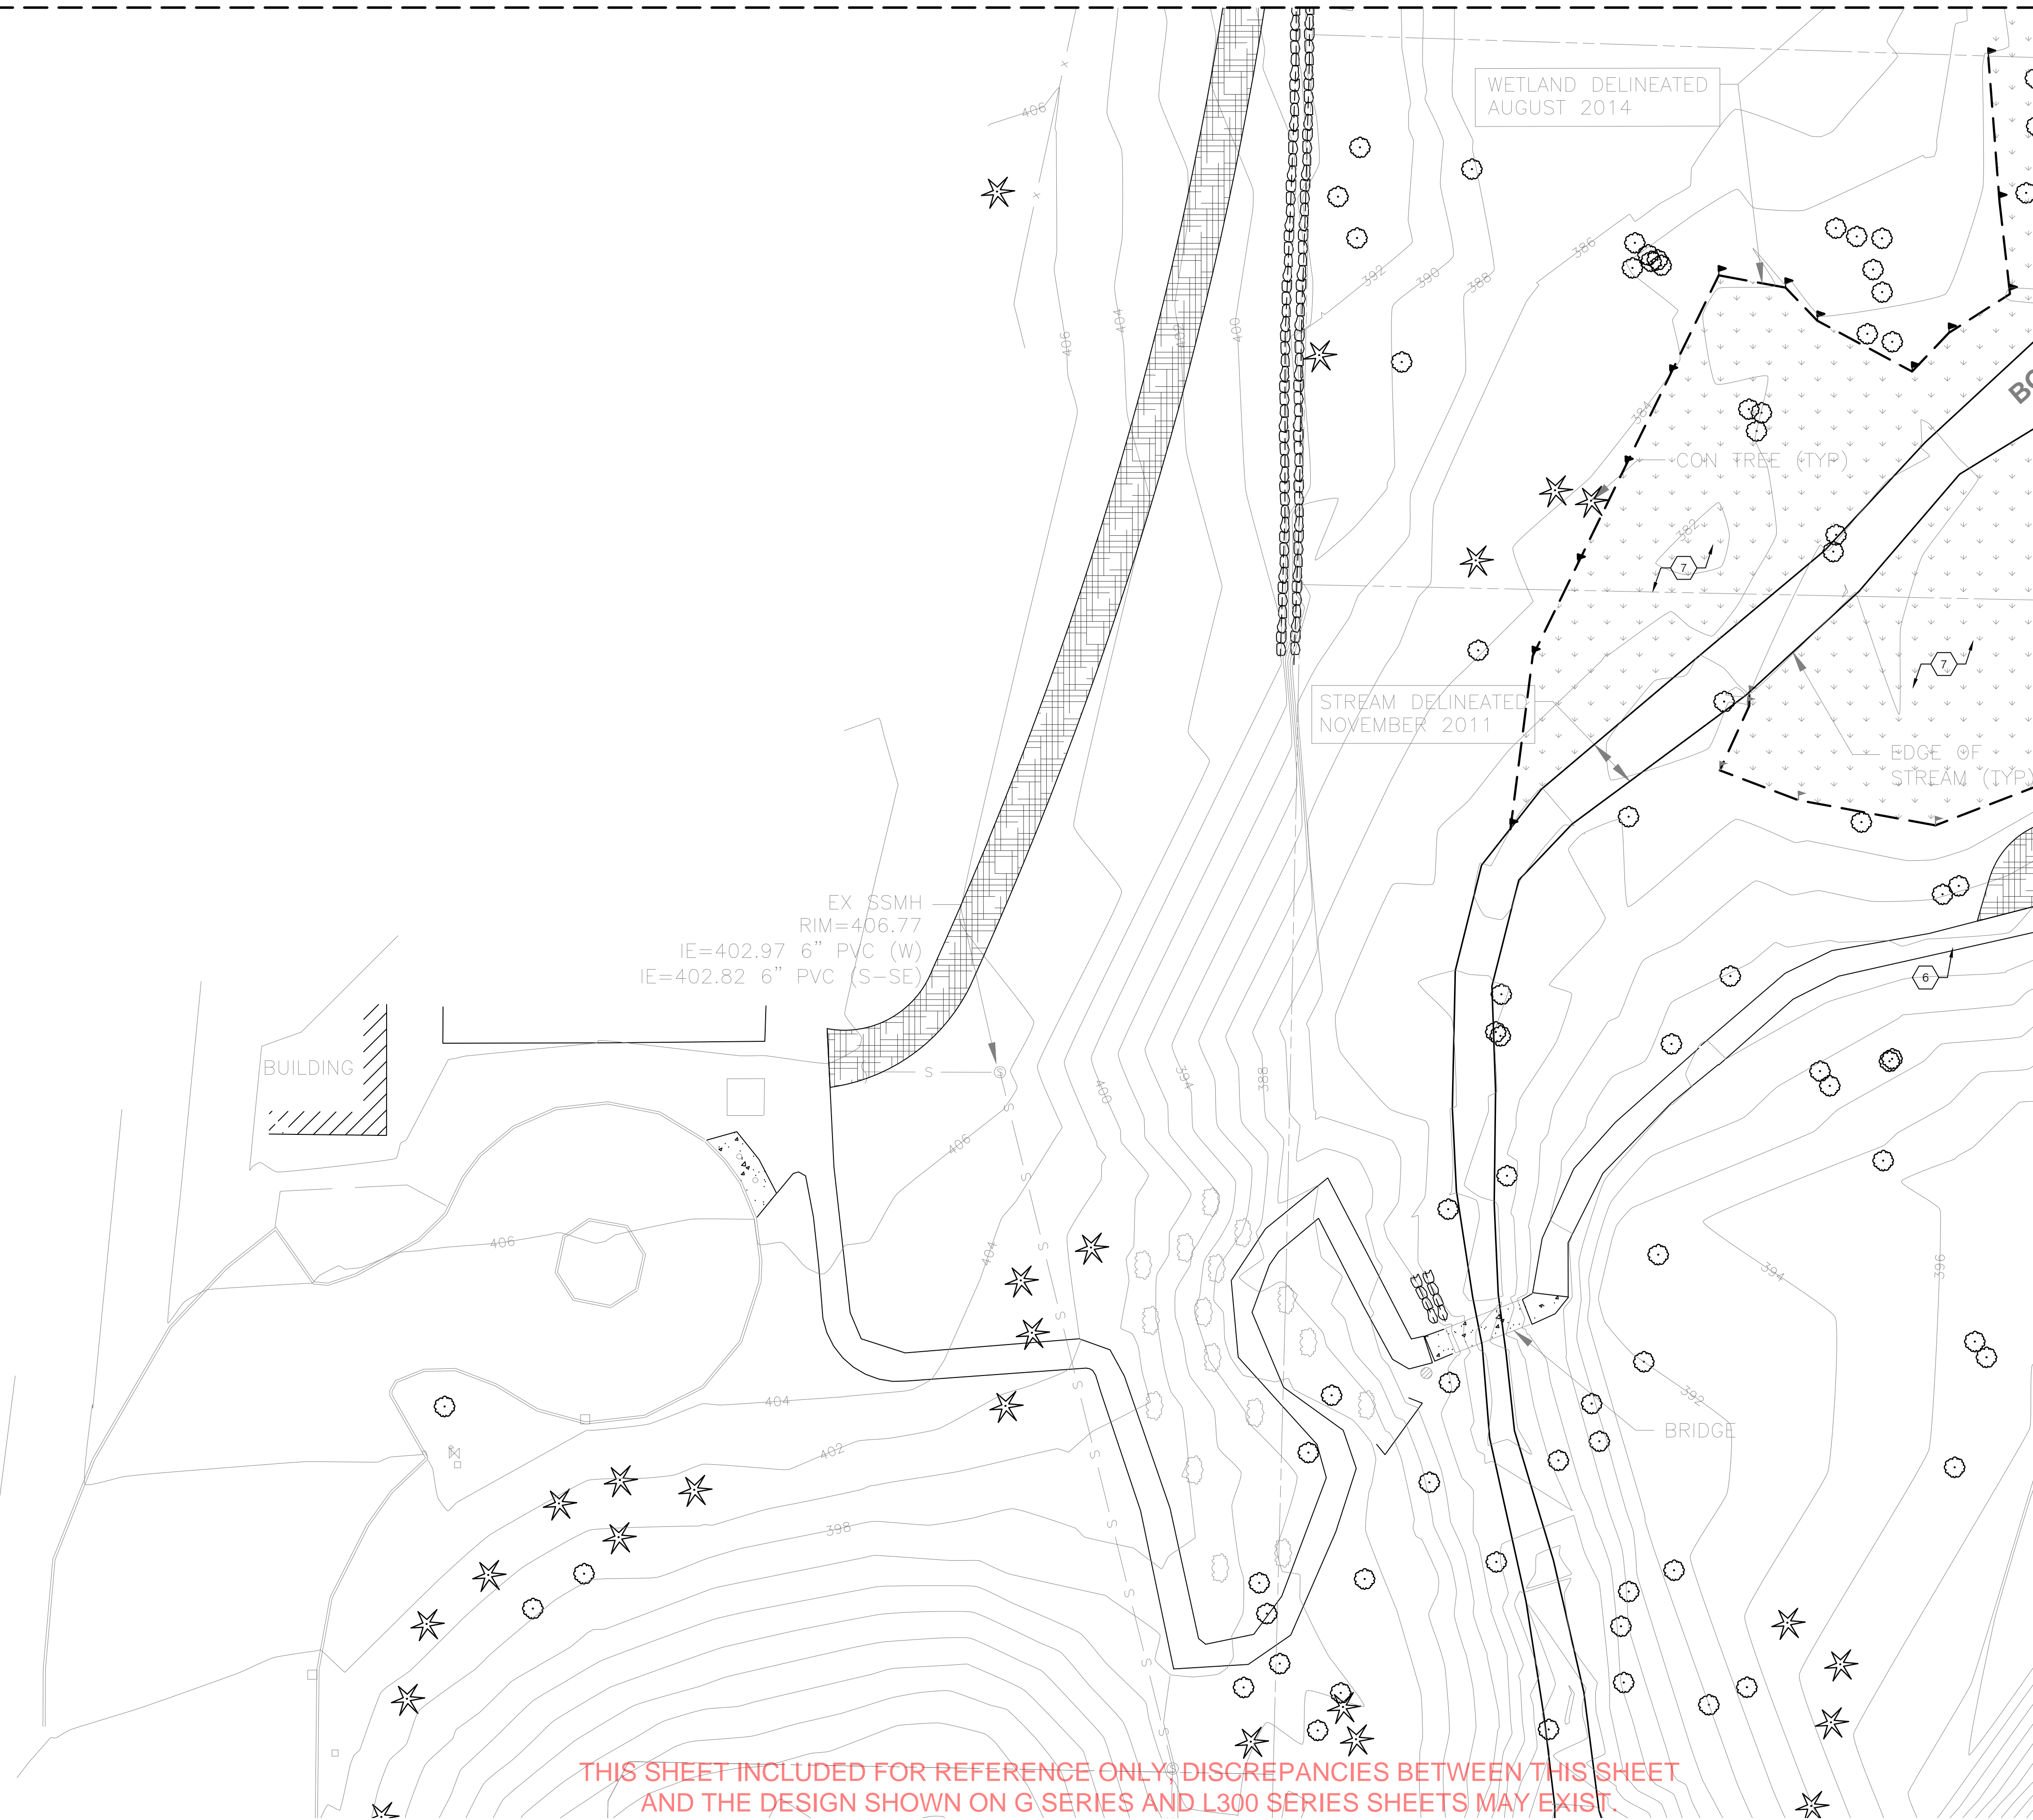 WETLAND DELINEATED
AUGUST 2014
406
x
x
406
404
400
392
390
388
386
384
CON TREE (TYP)
382
7
7
STREAM DELINEATED
NOVEMBER 2011
EDGE OF
STREAM (TYP)
EX SSMH
RIM=406.77
IE=402.97 6" PVC (W)
IE=402.82 6" PVC (S-SE)
6
BUILDING
S
S
400
394
388
406
S
S
S
S
S
S
S
S
S
S
S
406
404
394
396
404
392
402
BRIDGE
398
THIS SHEET INCLUDED FOR REFERENCE ONLY, DISCREPANCIES BETWEEN THIS SHEET
AND THE DESIGN SHOWN ON G SERIES AND L300 SERIES SHEETS MAY EXIST.